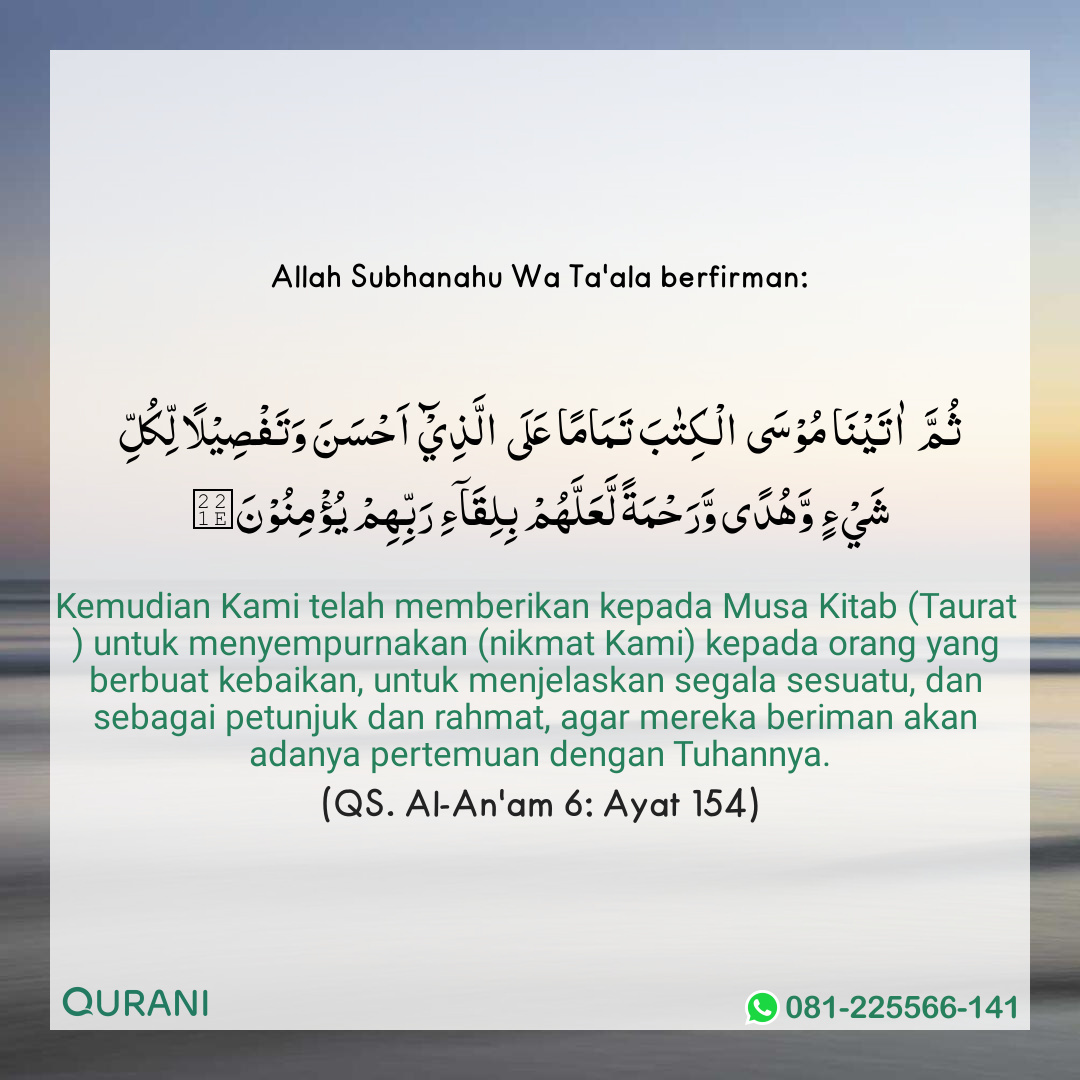 Allah Subhanahu Wa Ta'ala berfirman:
ثُمَّ اٰتَيْنَا مُوْسَى الْكِتٰبَ تَمَامًا عَلَى الَّذِيْٓ اَحْسَنَ وَتَفْصِيْلًا لِّكُلِّ
شَيْءٍ وَّهُدًى وَّرَحْمَةً لَّعَلَّهُمْ بِلِقَاۤءِ رَبِّهِمْ يُؤْمِنُوْنَ∞
Kemudian Kami telah memberikan kepada Musa Kitab (Taurat
) untuk menyempurnakan (nikmat Kami) kepada orang yang
berbuat kebaikan, untuk menjelaskan segala sesuatu, dan
sebagai petunjuk dan rahmat, agar mereka beriman akan
adanya pertemuan dengan Tuhannya.
(QS. Al-An'am 6: Ayat 154)
QURANI
081-225566-141